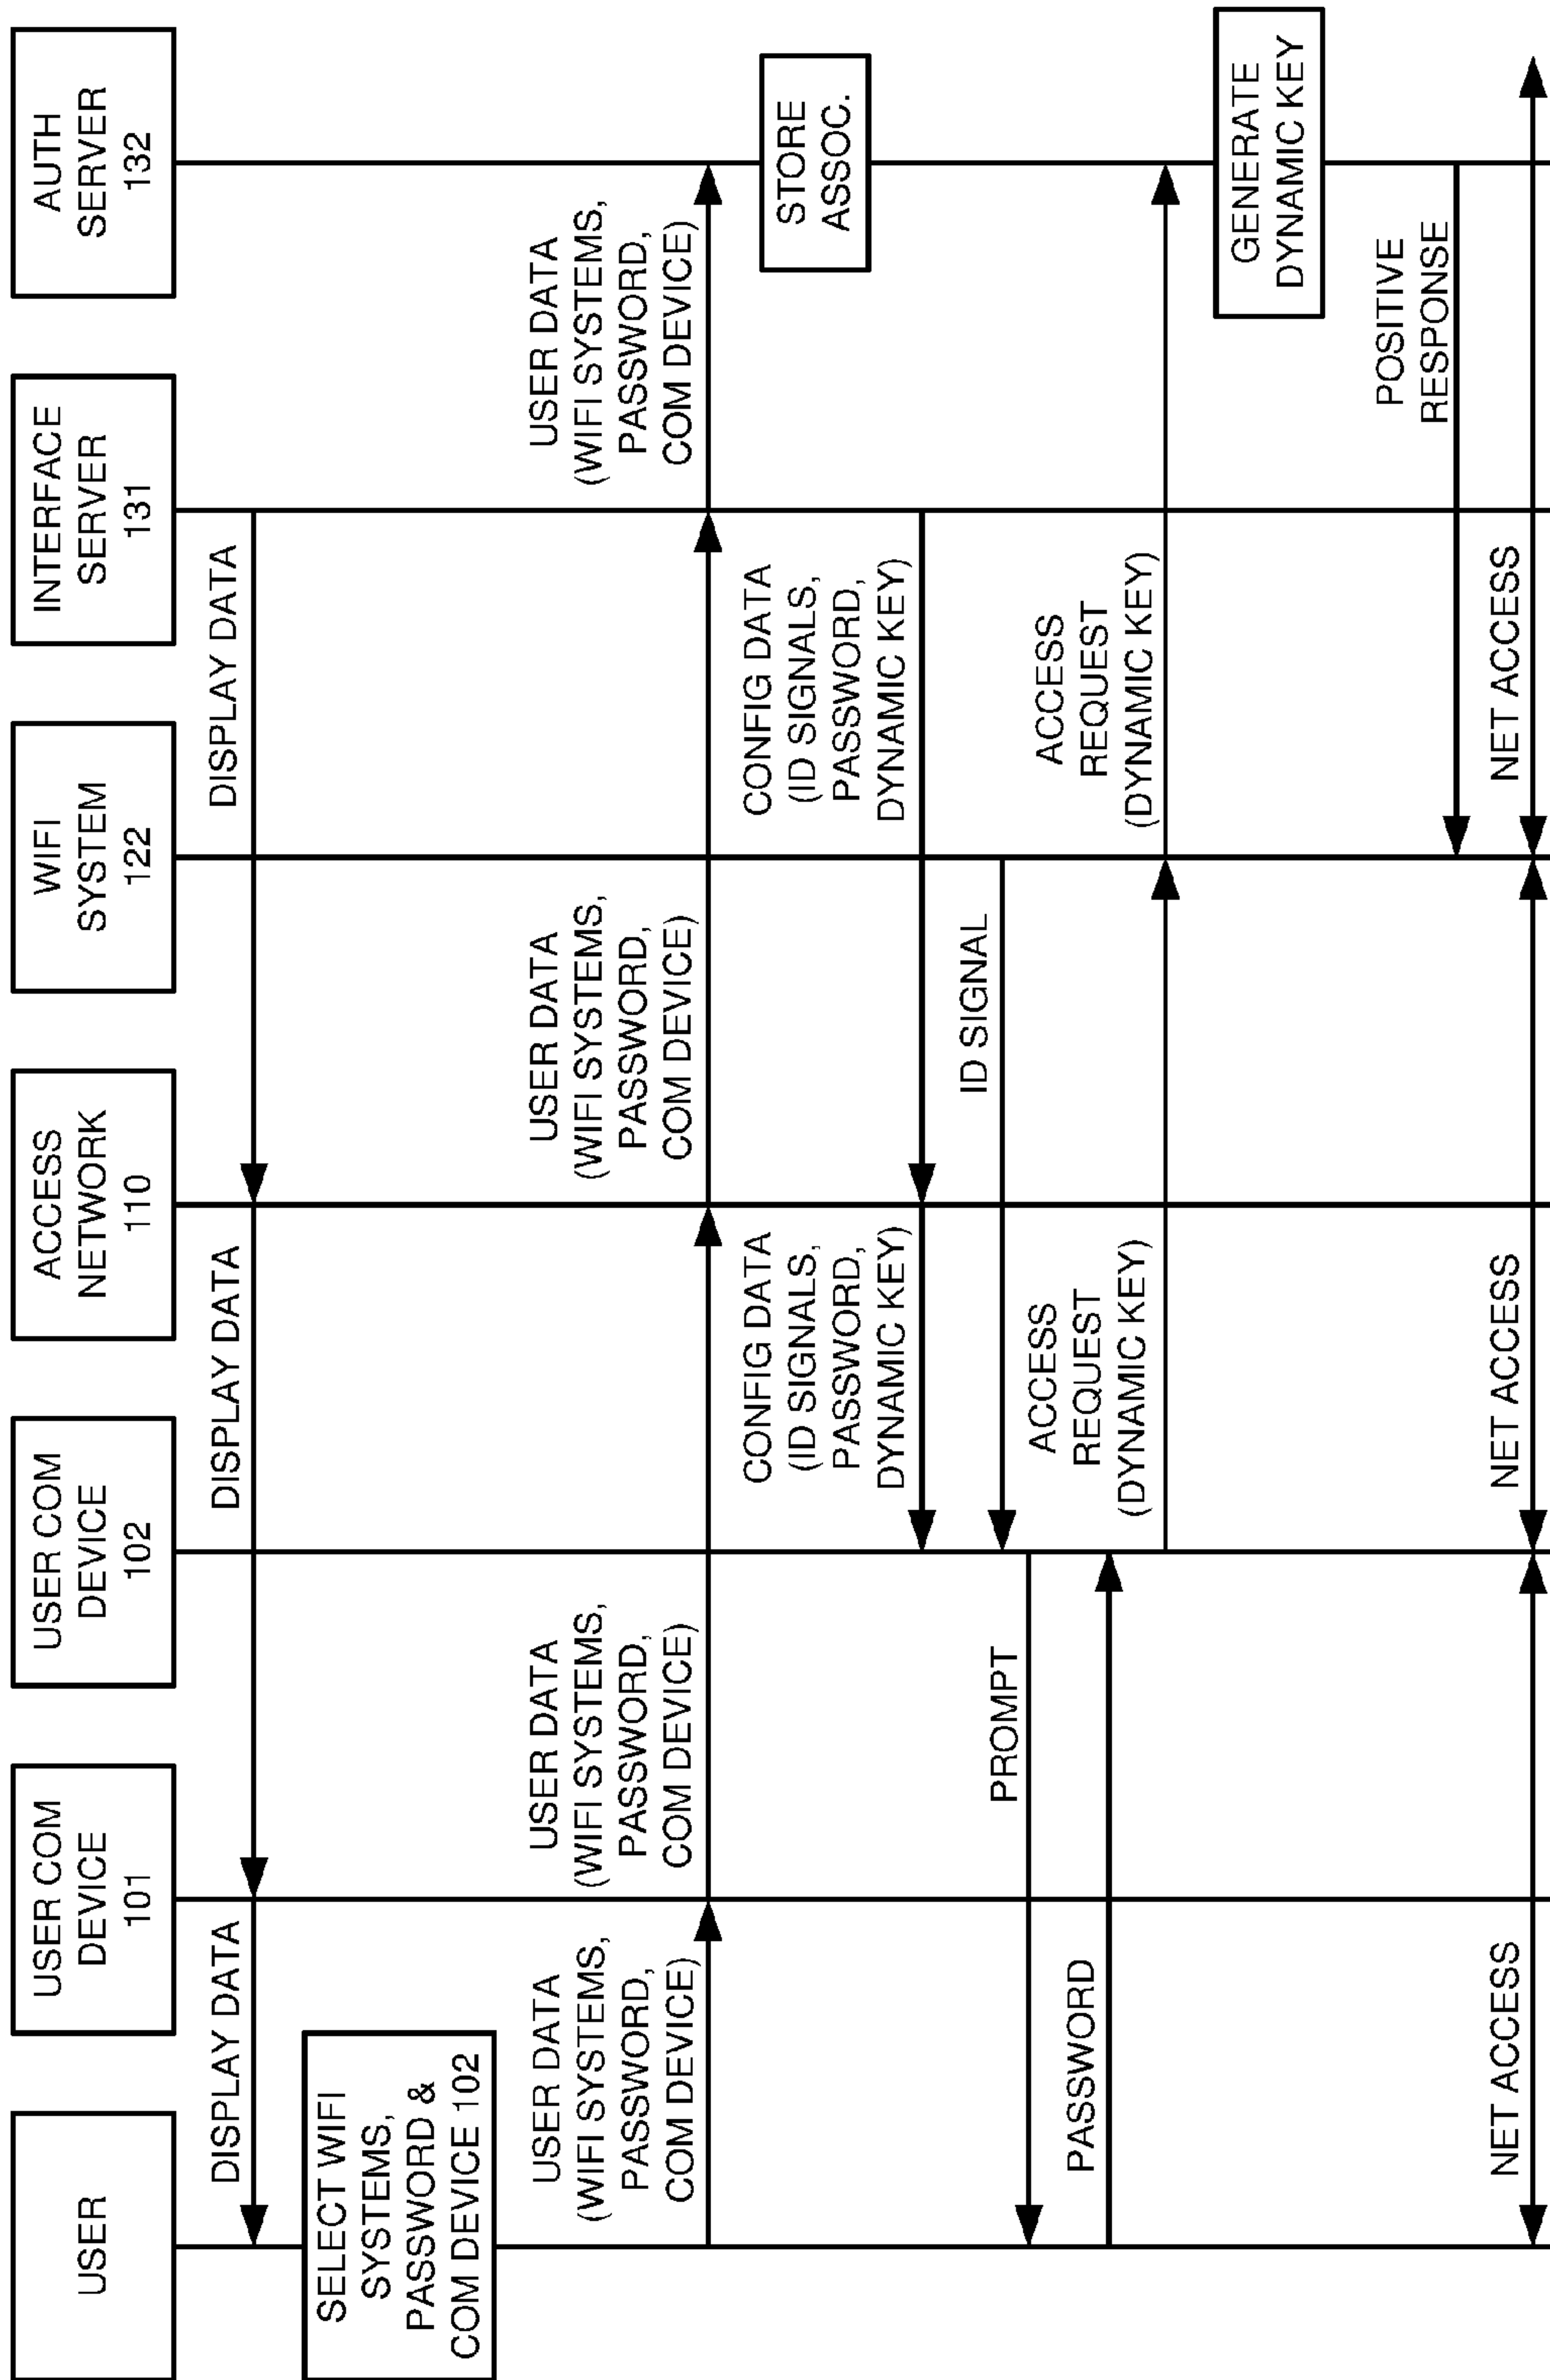 USER
USER COM
DEVICE
101
USER COM
DEVICE
102
ACCESS
NETWORK
110
WIFI
SYSTEM
122
INTERFACE
SERVER
131
AUTH
SERVER
132
DISPLAY DATA
DISPLAY DATA
DISPLAY DATA
SELECT WIFI
SYSTEMS,
PASSWORD &
COM DEVICE 102
USER DATA
(WIFI SYSTEMS,
PASSWORD,
COM DEVICE)
USER DATA
(WIFI SYSTEMS,
PASSWORD,
COM DEVICE)
USER DATA
(WIFI SYSTEMS,
PASSWORD,
COM DEVICE)
USER DATA
(WIFI SYSTEMS,
PASSWORD,
COM DEVICE)
STORE
ASSOC.
CONFIG DATA
(ID SIGNALS,
PASSWORD,
DYNAMIC KEY)
CONFIG DATA
(ID SIGNALS,
PASSWORD,
DYNAMIC KEY)
ID SIGNAL
PROMPT
PASSWORD
ACCESS
REQUEST
(DYNAMIC KEY)
ACCESS
REQUEST
(DYNAMIC KEY)
GENERATE
DYNAMIC KEY
POSITIVE
RESPONSE
NET ACCESS
NET ACCESS
NET ACCESS